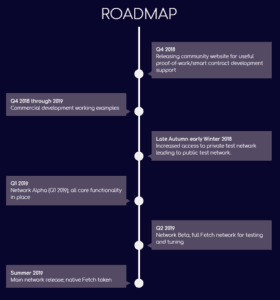 ROADMAP
Q4 2018
Releasing community website for useful
proof-of-work/smart contract development
support
Q4 2018 through 2019
Commercial development working examples
Late Autumn early Winter 2018
Increased access to private test network
leading to public test network.
Q1 2019
Network Alpha (Q1 2019), all core functionality
in place
Q2 2019
Network Beta; full Fetch network for testing
and tuning
Summer 2019
Main network release; native Fetch token